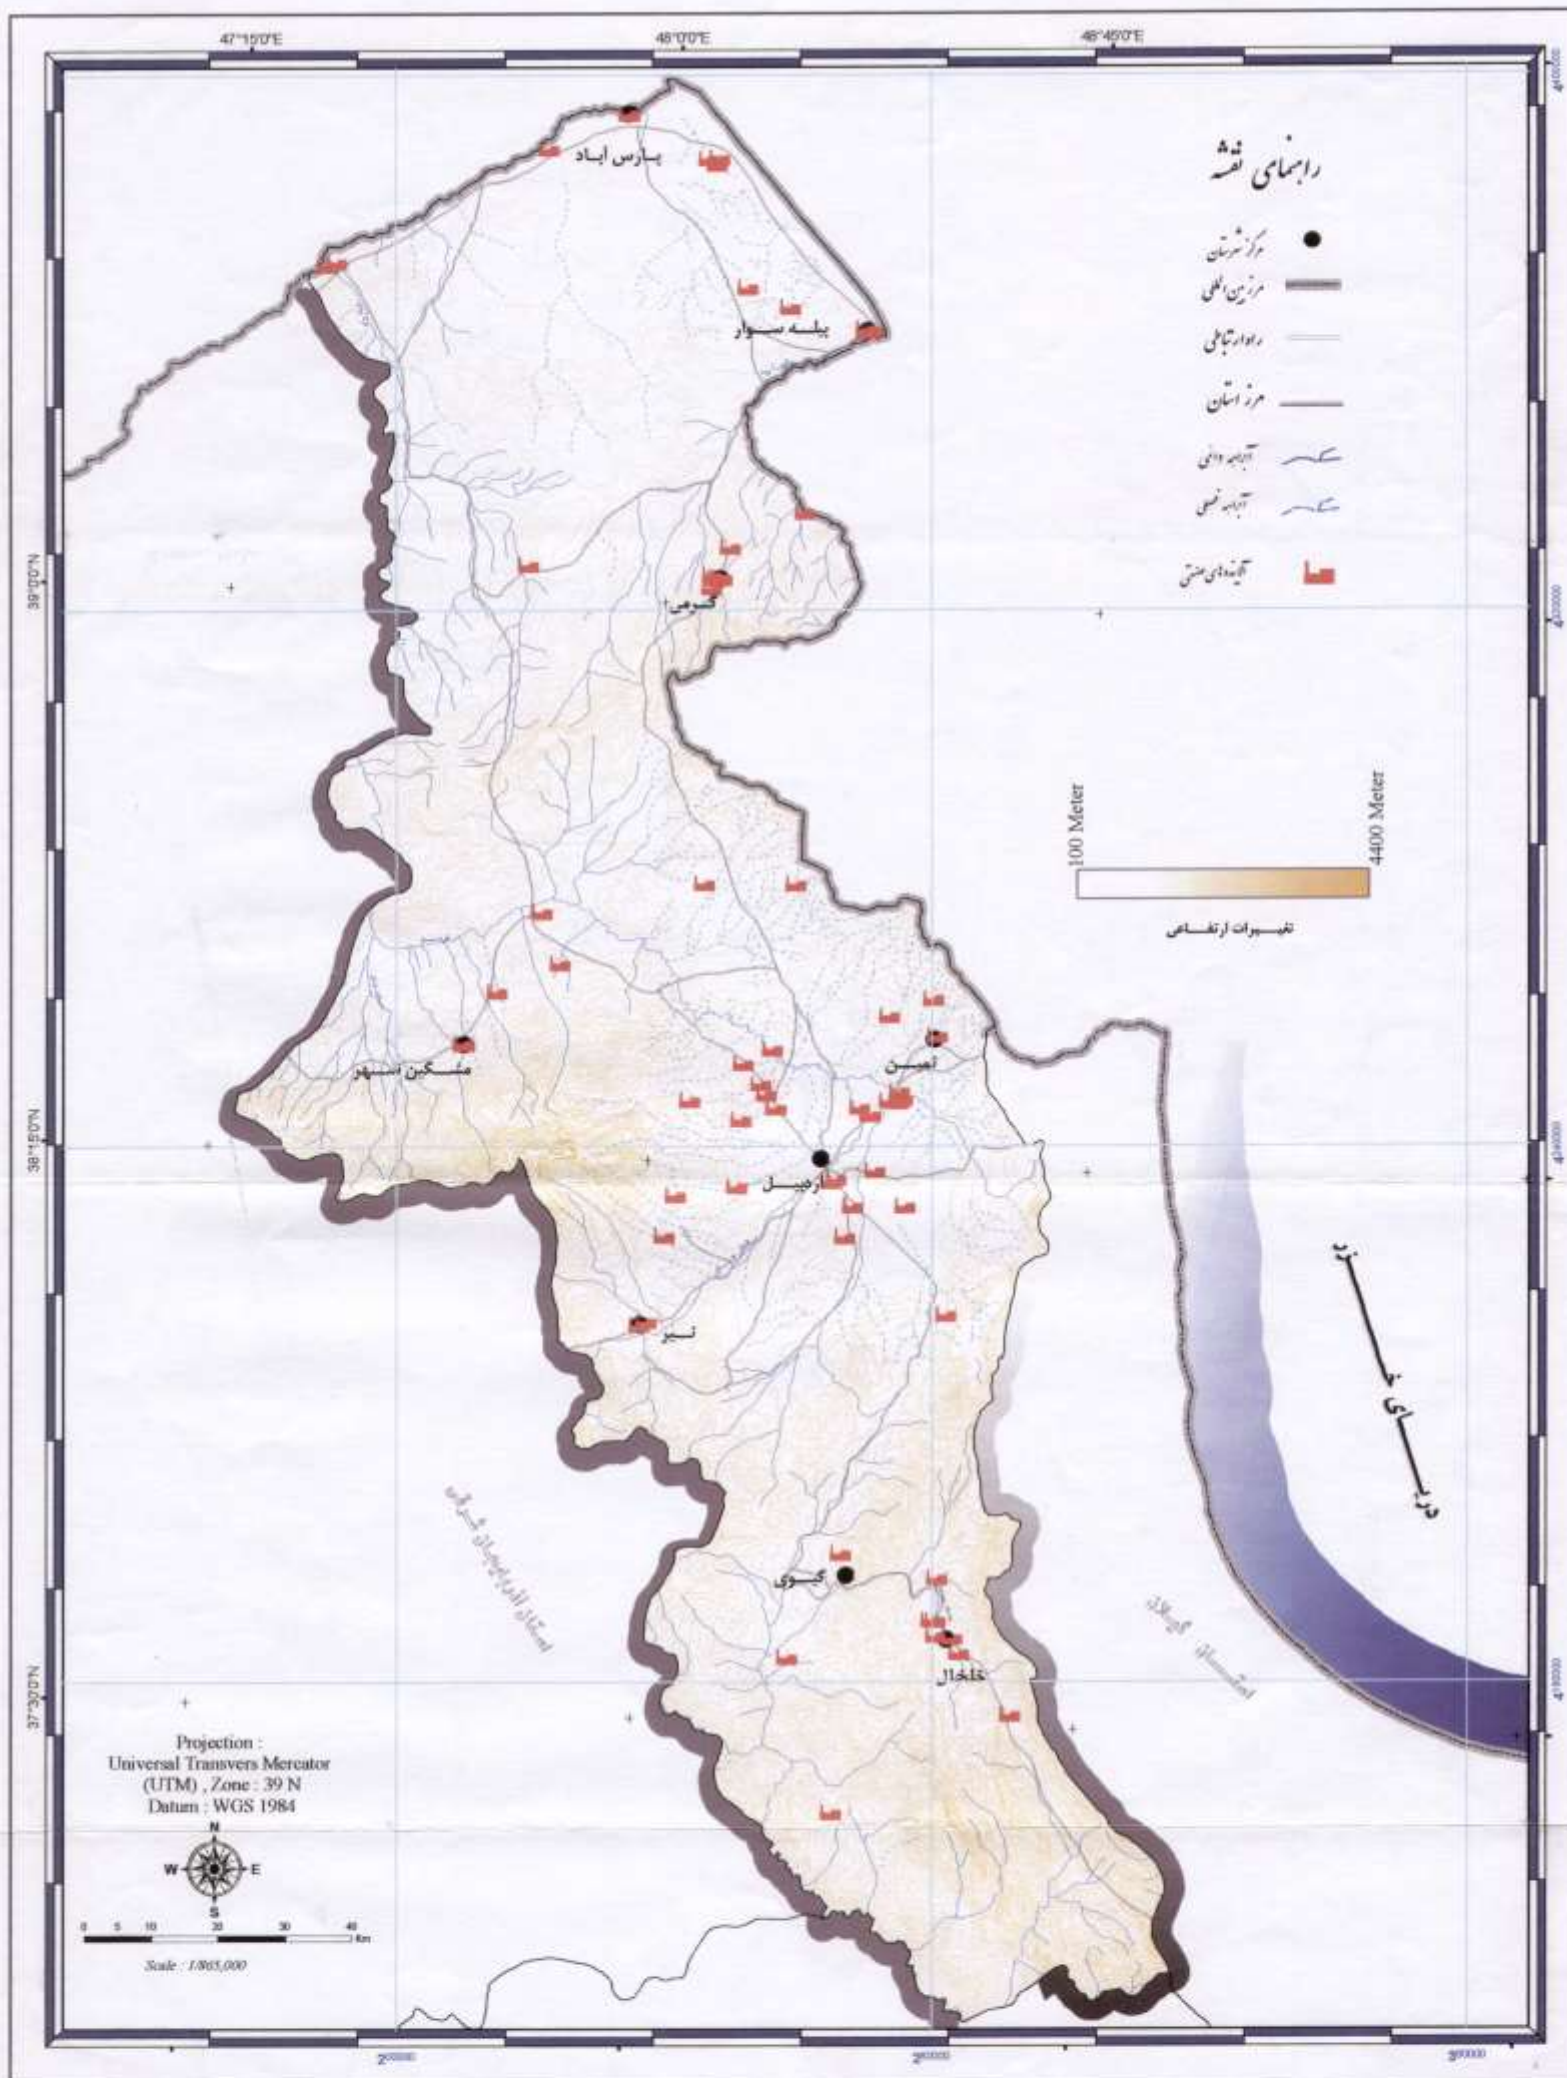 47°15'0"E
48°0'0"E
48°45'0"E
راهنمای نقشه
مرکز شهرستان
مرز بین المللی
راه ارتباطی
مرز استان
آبراهه دائمی
آبراهه فصلی
آلاینده‌های صنعتی
پارس آباد
پیله سوار
گرمی
مشگین شهر
نمین
اردبیل
نیر
گیوی
خلخال
39°0'0"N
38°15'0"N
37°30'0"N
100 Meter
4400 Meter
تغییرات ارتفاعی
دریای خزر
استان آذربایجان شرقی
استان گیلان
Projection :
Universal Transvers Mercator
(UTM) , Zone : 39 N
Datum : WGS 1984
N
W
E
S
0 5 10 20 30 40
Km
Scale : 1/865,000
200000